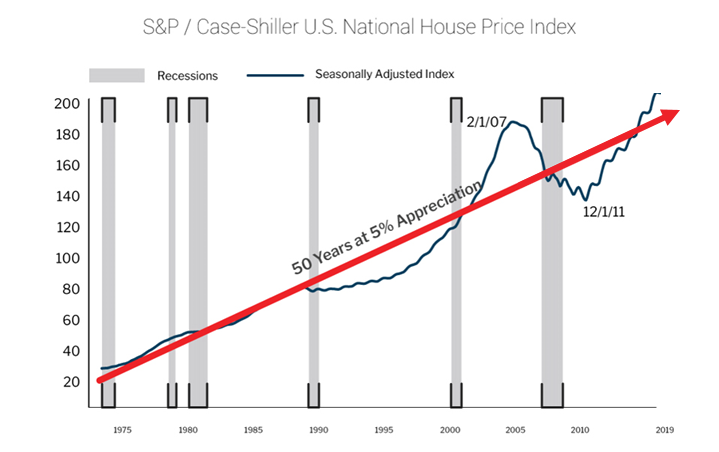 S&P / Case-Shiller U.S. National House Price Index
Recessions
Seasonally Adjusted Index
200
180
160
140
120
100
80
60
40
20
2/1/07
50 Years at 5% Appreciation
12/1/11
1975 1980 1985 1990 1995 2000 2005 2010 2019